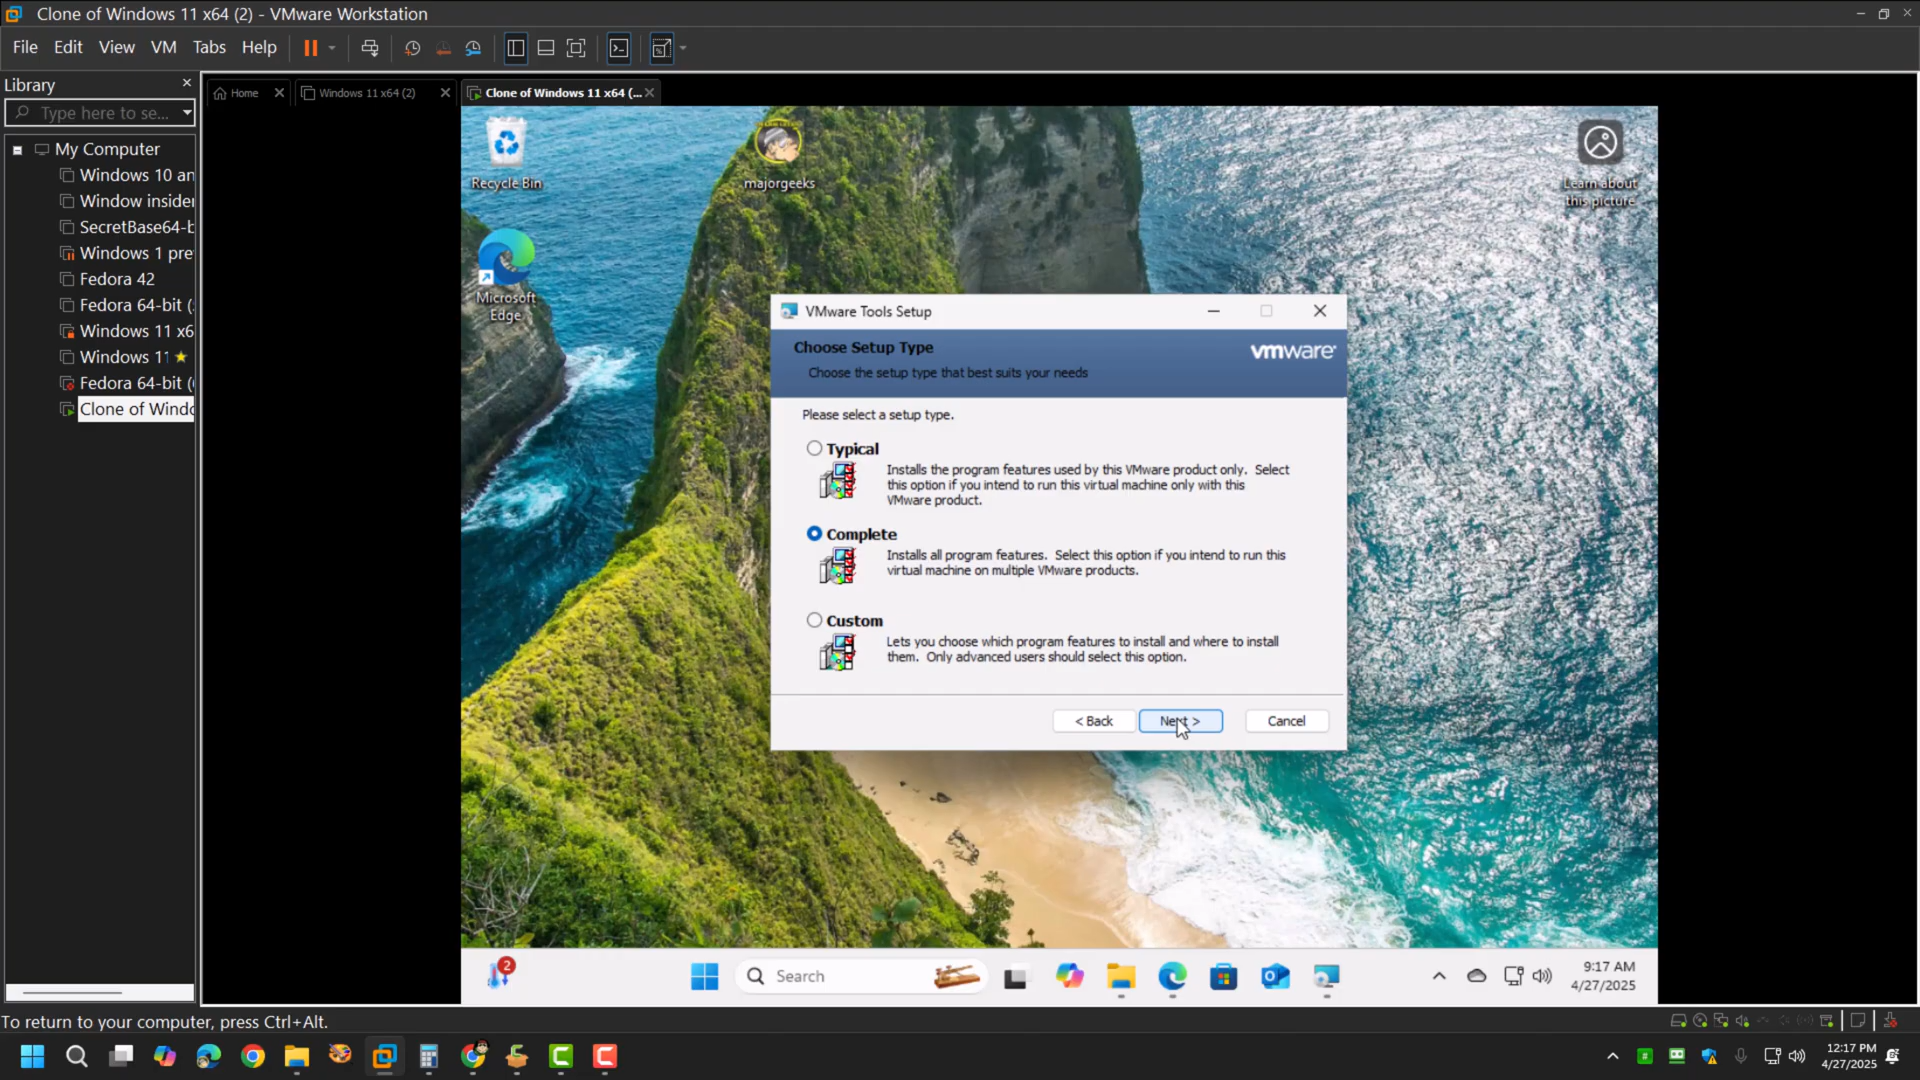 Clone of Windows 11 x64 (2) - VMware Workstation
File Edit View VM Tabs Help
Library
Type here to se...
Home
Windows 11 x64 (2)
Clone of Windows 11 x64 (...
My Computer
Windows 10 an
Window insider
SecretBase64-b
Windows 1 pre
Fedora 42
Fedora 64-bit (
Windows 11 x6
Windows 11
Fedora 64-bit (
Clone of Windo
Recycle Bin
majorgeeks
Learn about
this picture
Microsoft
Edge
VMware Tools Setup
Choose Setup Type
vmware
Choose the setup type that best suits your needs
Please select a setup type.
Typical
Installs the program features used by this VMware product only. Select
this option if you intend to run this virtual machine only with this
VMware product.
Complete
Installs all program features. Select this option if you intend to run this
virtual machine on multiple VMware products.
Custom
Lets you choose which program features to install and where to install
them. Only advanced users should select this option.
< Back
Next >
Cancel
2
Search
9:17 AM
4/27/2025
To return to your computer, press Ctrl+Alt.
12:17 PM
4/27/2025